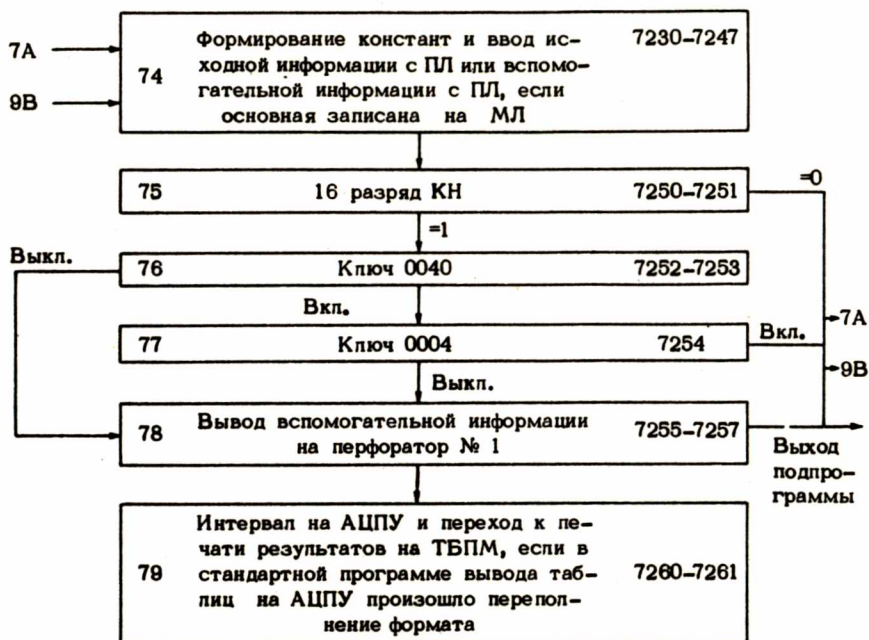 7А
9В
74
Формирование констант и ввод ис-
ходной информации с ПЛ или вспомо-
гательной информации с ПЛ, если
основная записана на МЛ
7230-7247
75 16 разряд КН 7250-7251
=0
=1
Выкл.
76 Ключ 0040 7252-7253
Вкл.
77 Ключ 0004 7254
Вкл.
7А
9В
Выкл.
78
Вывод вспомогательной информации
на перфоратор № 1
7255-7257
Выход
подпро-
граммы
79
Интервал на АЦПУ и переход к пе-
чати результатов на ТБПМ, если в
стандартной программе вывода таб-
лиц на АЦПУ произошло перепол-
нение формата
7260-7261